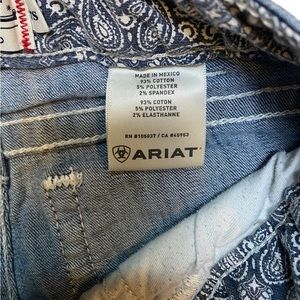 MADE IN MEXICO
93% COTTON
5% POLYESTER
2% SPANDEX
93% COTON
5% POLYESTER
2% ELASTHANNE
RN #105037 / CA #45953
ARIAT